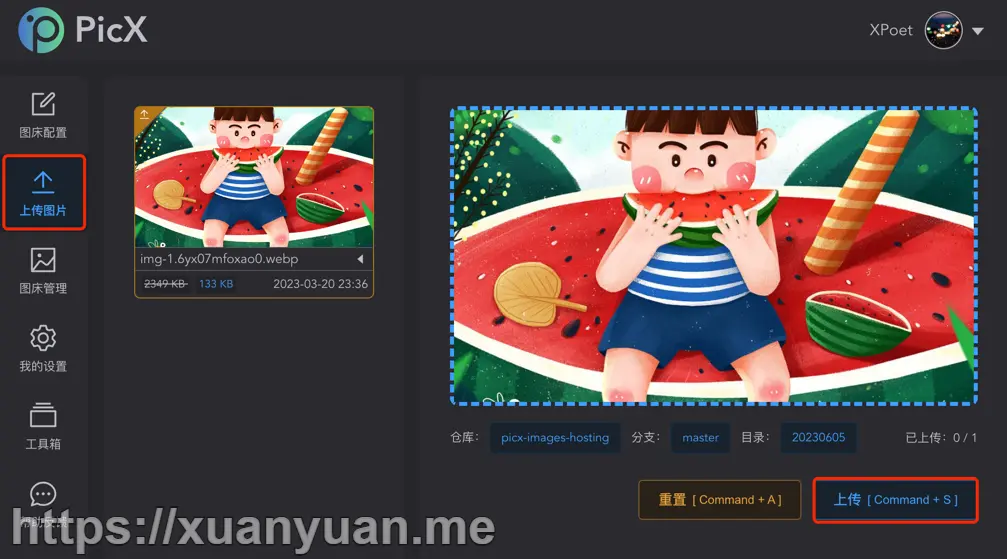 PicX
XPoet
图床配置
上传图片
图床管理
我的设置
工具箱
img-1.6yx07mfoxao0.webp
2349 KB 133 KB 2023-03-20 23:36
仓库: picx-images-hosting 分支: master 目录: 20230605 已上传: 0 / 1
重置 [ Command + A ] 上传 [ Command + S ]
https://xuanyuan.me